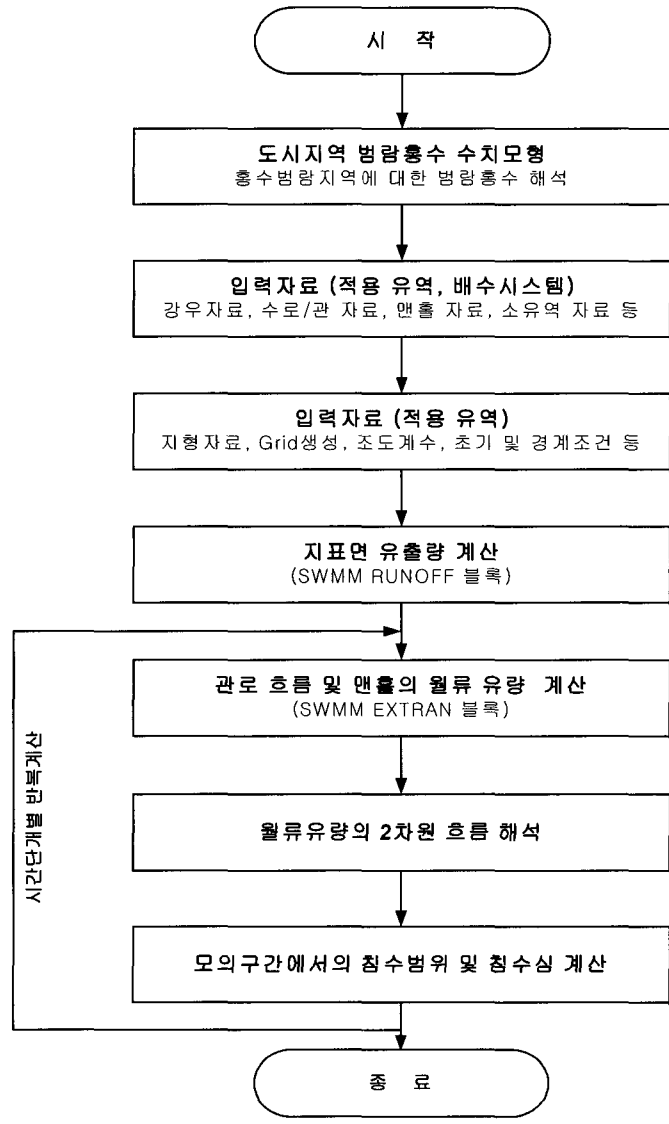 시 작
도시지역 범람홍수 수치모형
홍수범람지역에 대한 범람홍수 해석
입력자료 (적용 유역, 배수시스템)
강우자료, 수로/관 자료, 맨홀 자료, 소유역 자료 등
입력자료 (적용 유역)
지형자료, Grid생성, 조도계수, 초기 및 경계조건 등
지표면 유출량 계산
(SWMM RUNOFF 블록)
관로 흐름 및 맨홀의 월류 유량 계산
(SWMM EXTRAN 블록)
시간단개별 반복계산
월류유량의 2차원 흐름 해석
모의구간에서의 침수범위 및 침수심 계산
종 료